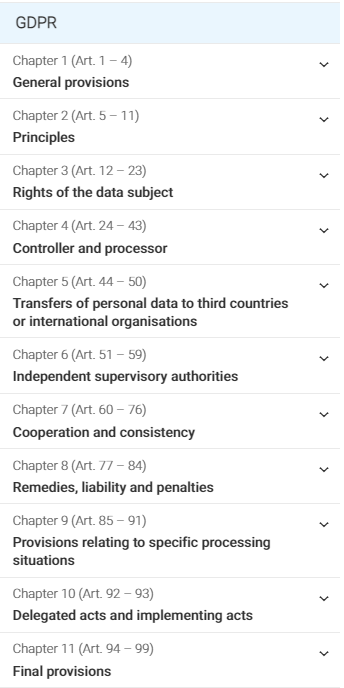 GDPR
Chapter 1 (Art. 1 – 4)
General provisions
Chapter 2 (Art. 5 – 11)
Principles
Chapter 3 (Art. 12 – 23)
Rights of the data subject
Chapter 4 (Art. 24 – 43)
Controller and processor
Chapter 5 (Art. 44 – 50)
Transfers of personal data to third countries
or international organisations
Chapter 6 (Art. 51 – 59)
Independent supervisory authorities
Chapter 7 (Art. 60 – 76)
Cooperation and consistency
Chapter 8 (Art. 77 – 84)
Remedies, liability and penalties
Chapter 9 (Art. 85 – 91)
Provisions relating to specific processing
situations
Chapter 10 (Art. 92 – 93)
Delegated acts and implementing acts
Chapter 11 (Art. 94 – 99)
Final provisions